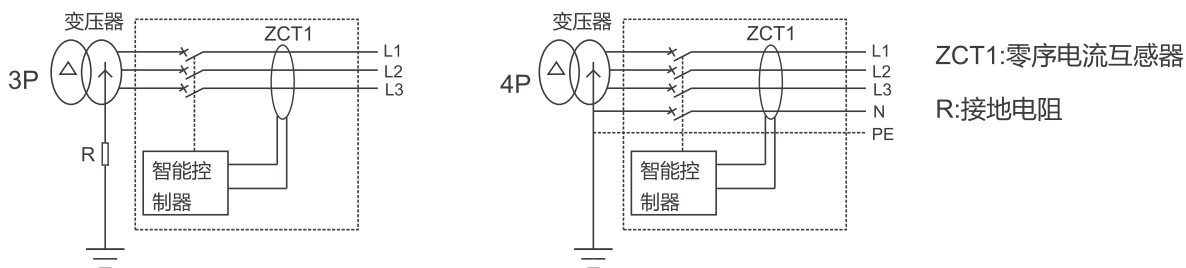 变压器
ZCT1
L1
L2
L3
3P
R
智能控
制器
变压器
ZCT1
L1
L2
L3
N
PE
4P
智能控
制器
ZCT1:零序电流互感器
R:接地电阻